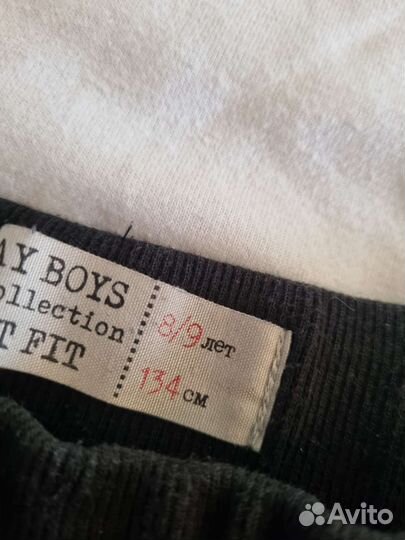 AY BOYS
ollection
T FIT
8/9 лет
134 см
Avito